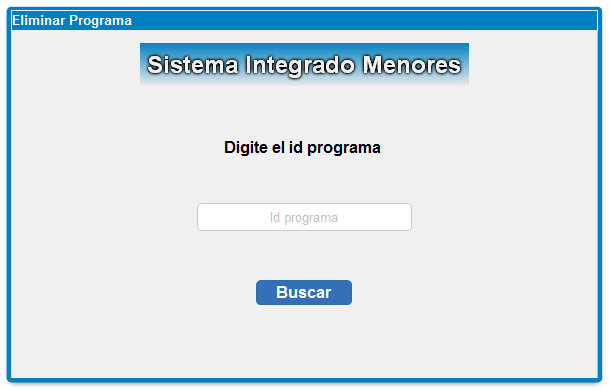 Eliminar Programa
Sistema Integrado Menores
Digite el id programa
Id programa
Buscar